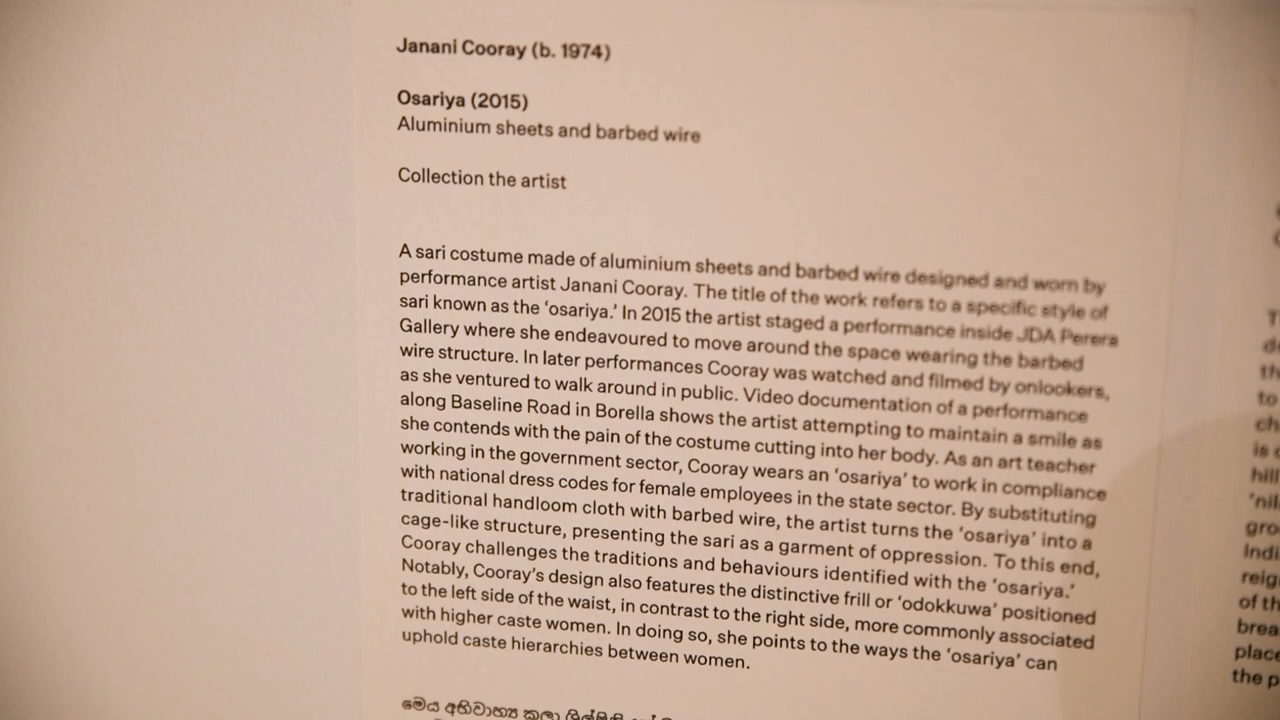 Janani Cooray (b. 1974)
Osariya (2015)
Aluminium sheets and barbed wire
Collection the artist
A sari costume made of aluminium sheets and barbed wire designed and worn by
performance artist Janani Cooray. The title of the work refers to a specific style of
sari known as the ‘osariya.’ In 2015 the artist staged a performance inside JDA Perera
Gallery where she endeavoured to move around the space wearing the barbed
wire structure. In later performances Cooray was watched and filmed by onlookers,
as she ventured to walk around in public. Video documentation of a performance
along Baseline Road in Borella shows the artist attempting to maintain a smile as
she contends with the pain of the costume cutting into her body. As an art teacher
working in the government sector, Cooray wears an ‘osariya’ to work in compliance
with national dress codes for female employees in the state sector. By substituting
traditional handloom cloth with barbed wire, the artist turns the ‘osariya’ into a
cage-like structure, presenting the sari as a garment of oppression. To this end,
Cooray challenges the traditions and behaviours identified with the ‘osariya.’
Notably, Cooray’s design also features the distinctive frill or ‘odokkuwa’ positioned
to the left side of the waist, in contrast to the right side, more commonly associated
with higher caste women. In doing so, she points to the ways the ‘osariya’ can
uphold caste hierarchies between women.
මෙය
to
of th
the p